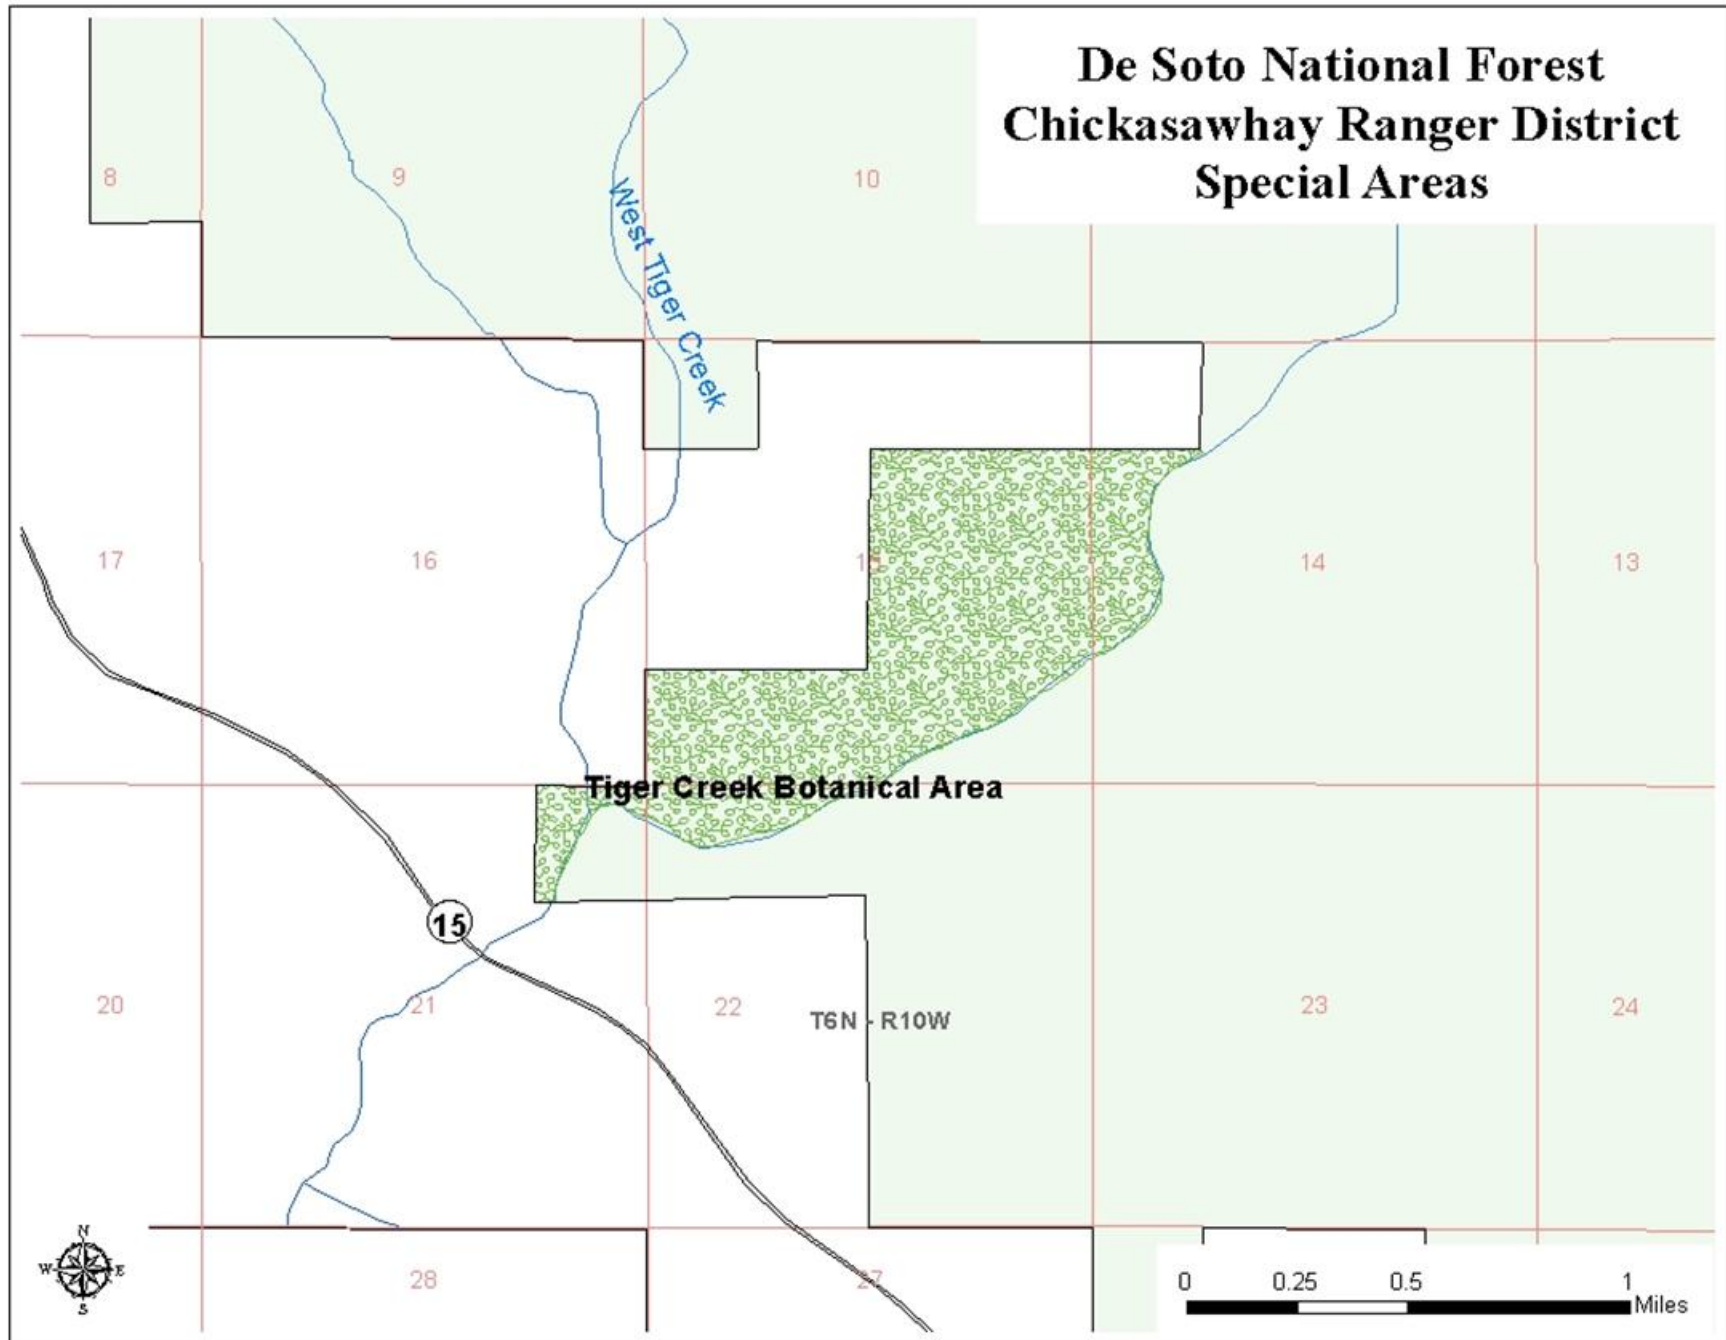 De Soto National Forest
Chickasawhay Ranger District
Special Areas
8
9
10
West Tiger Creek
17
16
15
14
13
Tiger Creek Botanical Area
15
20
21
22
T6N - R10W
23
24
N
W E
S
28
27
0 0.25 0.5 1
Miles